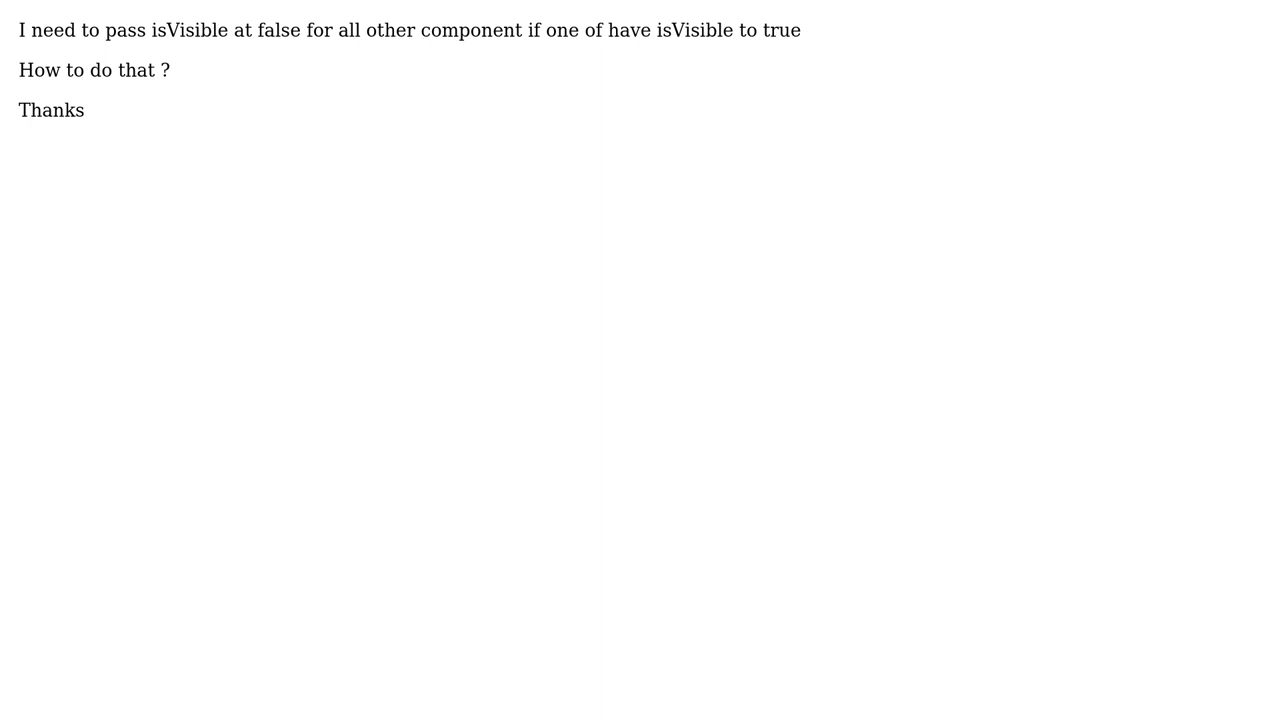 I need to pass isVisible at false for all other component if one of have isVisible to true
How to do that ?
Thanks